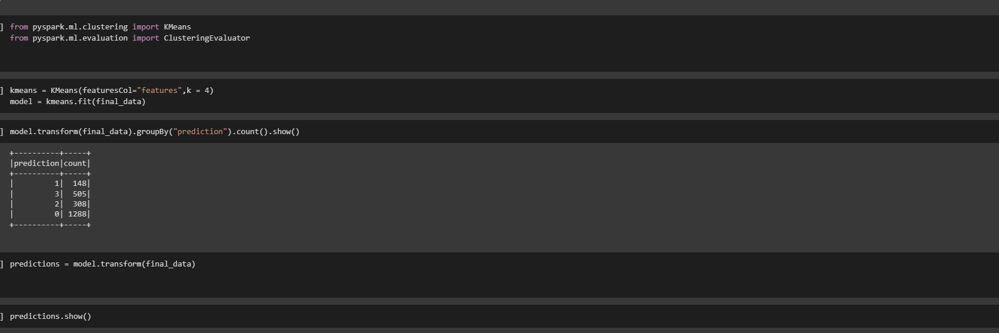 ] from pyspark.ml.clustering import KMeans
from pyspark.ml.evaluation import ClusteringEvaluator
] kmeans = KMeans(featuresCol="features",k = 4)
model = kmeans.fit(final_data)
] model.transform(final_data).groupBy("prediction").count().show()
+----------+-----+
|prediction|count|
+----------+-----+
|         1|  148|
|         3|  505|
|         2|  308|
|         0| 1288|
+----------+-----+
] predictions = model.transform(final_data)
] predictions.show()